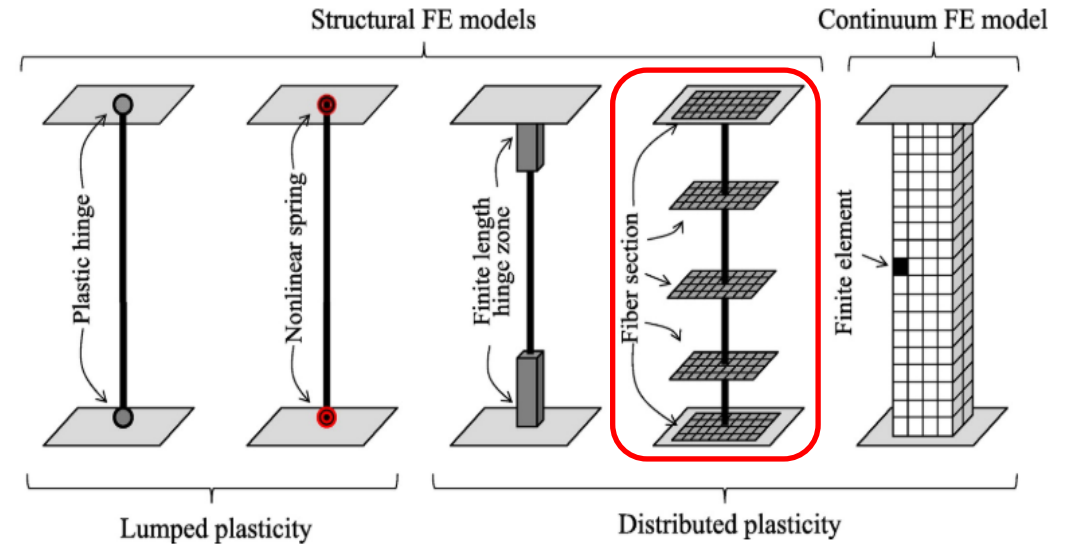 Structural FE models
Continuum FE model
Plastic hinge
Nonlinear spring
Finite length
hinge zone
Fiber section
Finite element
Lumped plasticity
Distributed plasticity